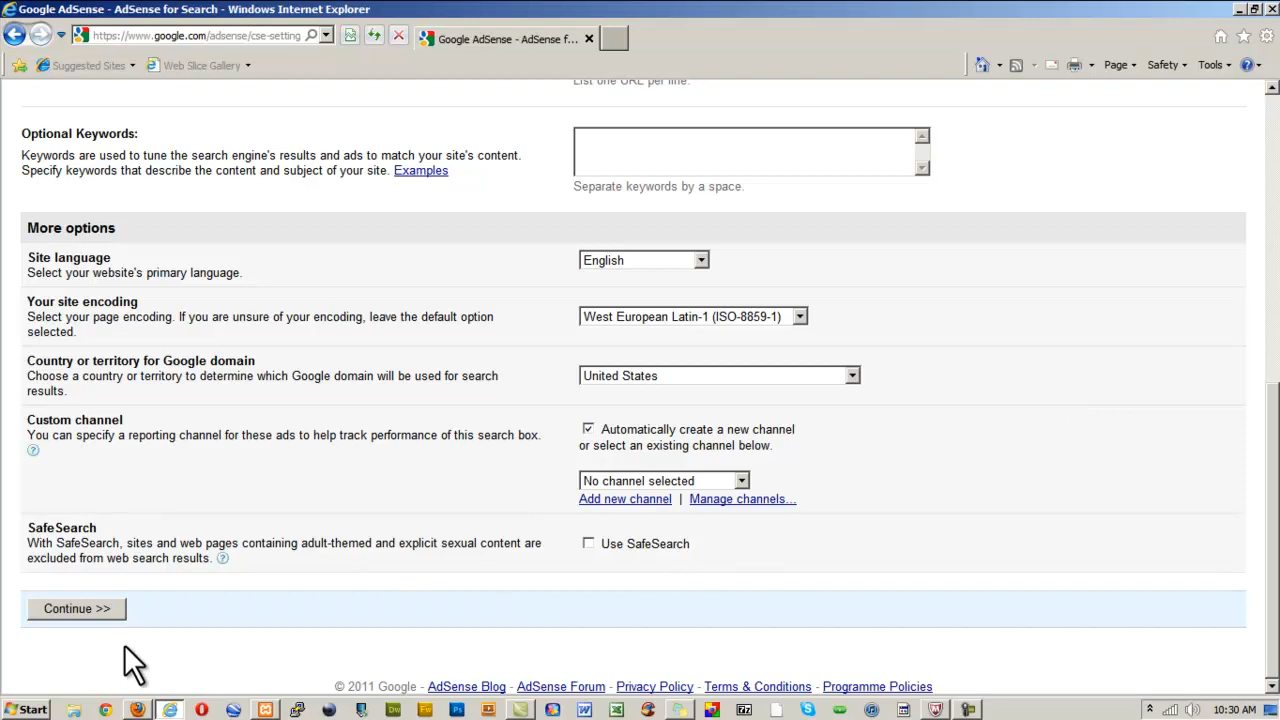 Google AdSense - AdSense for Search - Windows Internet Explorer
https://www.google.com/adsense/cse-setting
Google AdSense - AdSense f...
Suggested Sites
Web Slice Gallery
Page
Safety
Tools
List one URL per line.
Optional Keywords:
Keywords are used to tune the search engine's results and ads to match your site's content.
Specify keywords that describe the content and subject of your site. Examples
Separate keywords by a space.
More options
Site language
Select your website's primary language.
English
Your site encoding
Select your page encoding. If you are unsure of your encoding, leave the default option
selected.
West European Latin-1 (ISO-8859-1)
Country or territory for Google domain
Choose a country or territory to determine which Google domain will be used for search
results.
United States
Custom channel
You can specify a reporting channel for these ads to help track performance of this search box.
Automatically create a new channel
or select an existing channel below.
No channel selected
Add new channel | Manage channels...
SafeSearch
With SafeSearch, sites and web pages containing adult-themed and explicit sexual content are
excluded from web search results.
Use SafeSearch
Continue >>
© 2011 Google - AdSense Blog - AdSense Forum - Privacy Policy - Terms & Conditions - Programme Policies
Start
10:30 AM